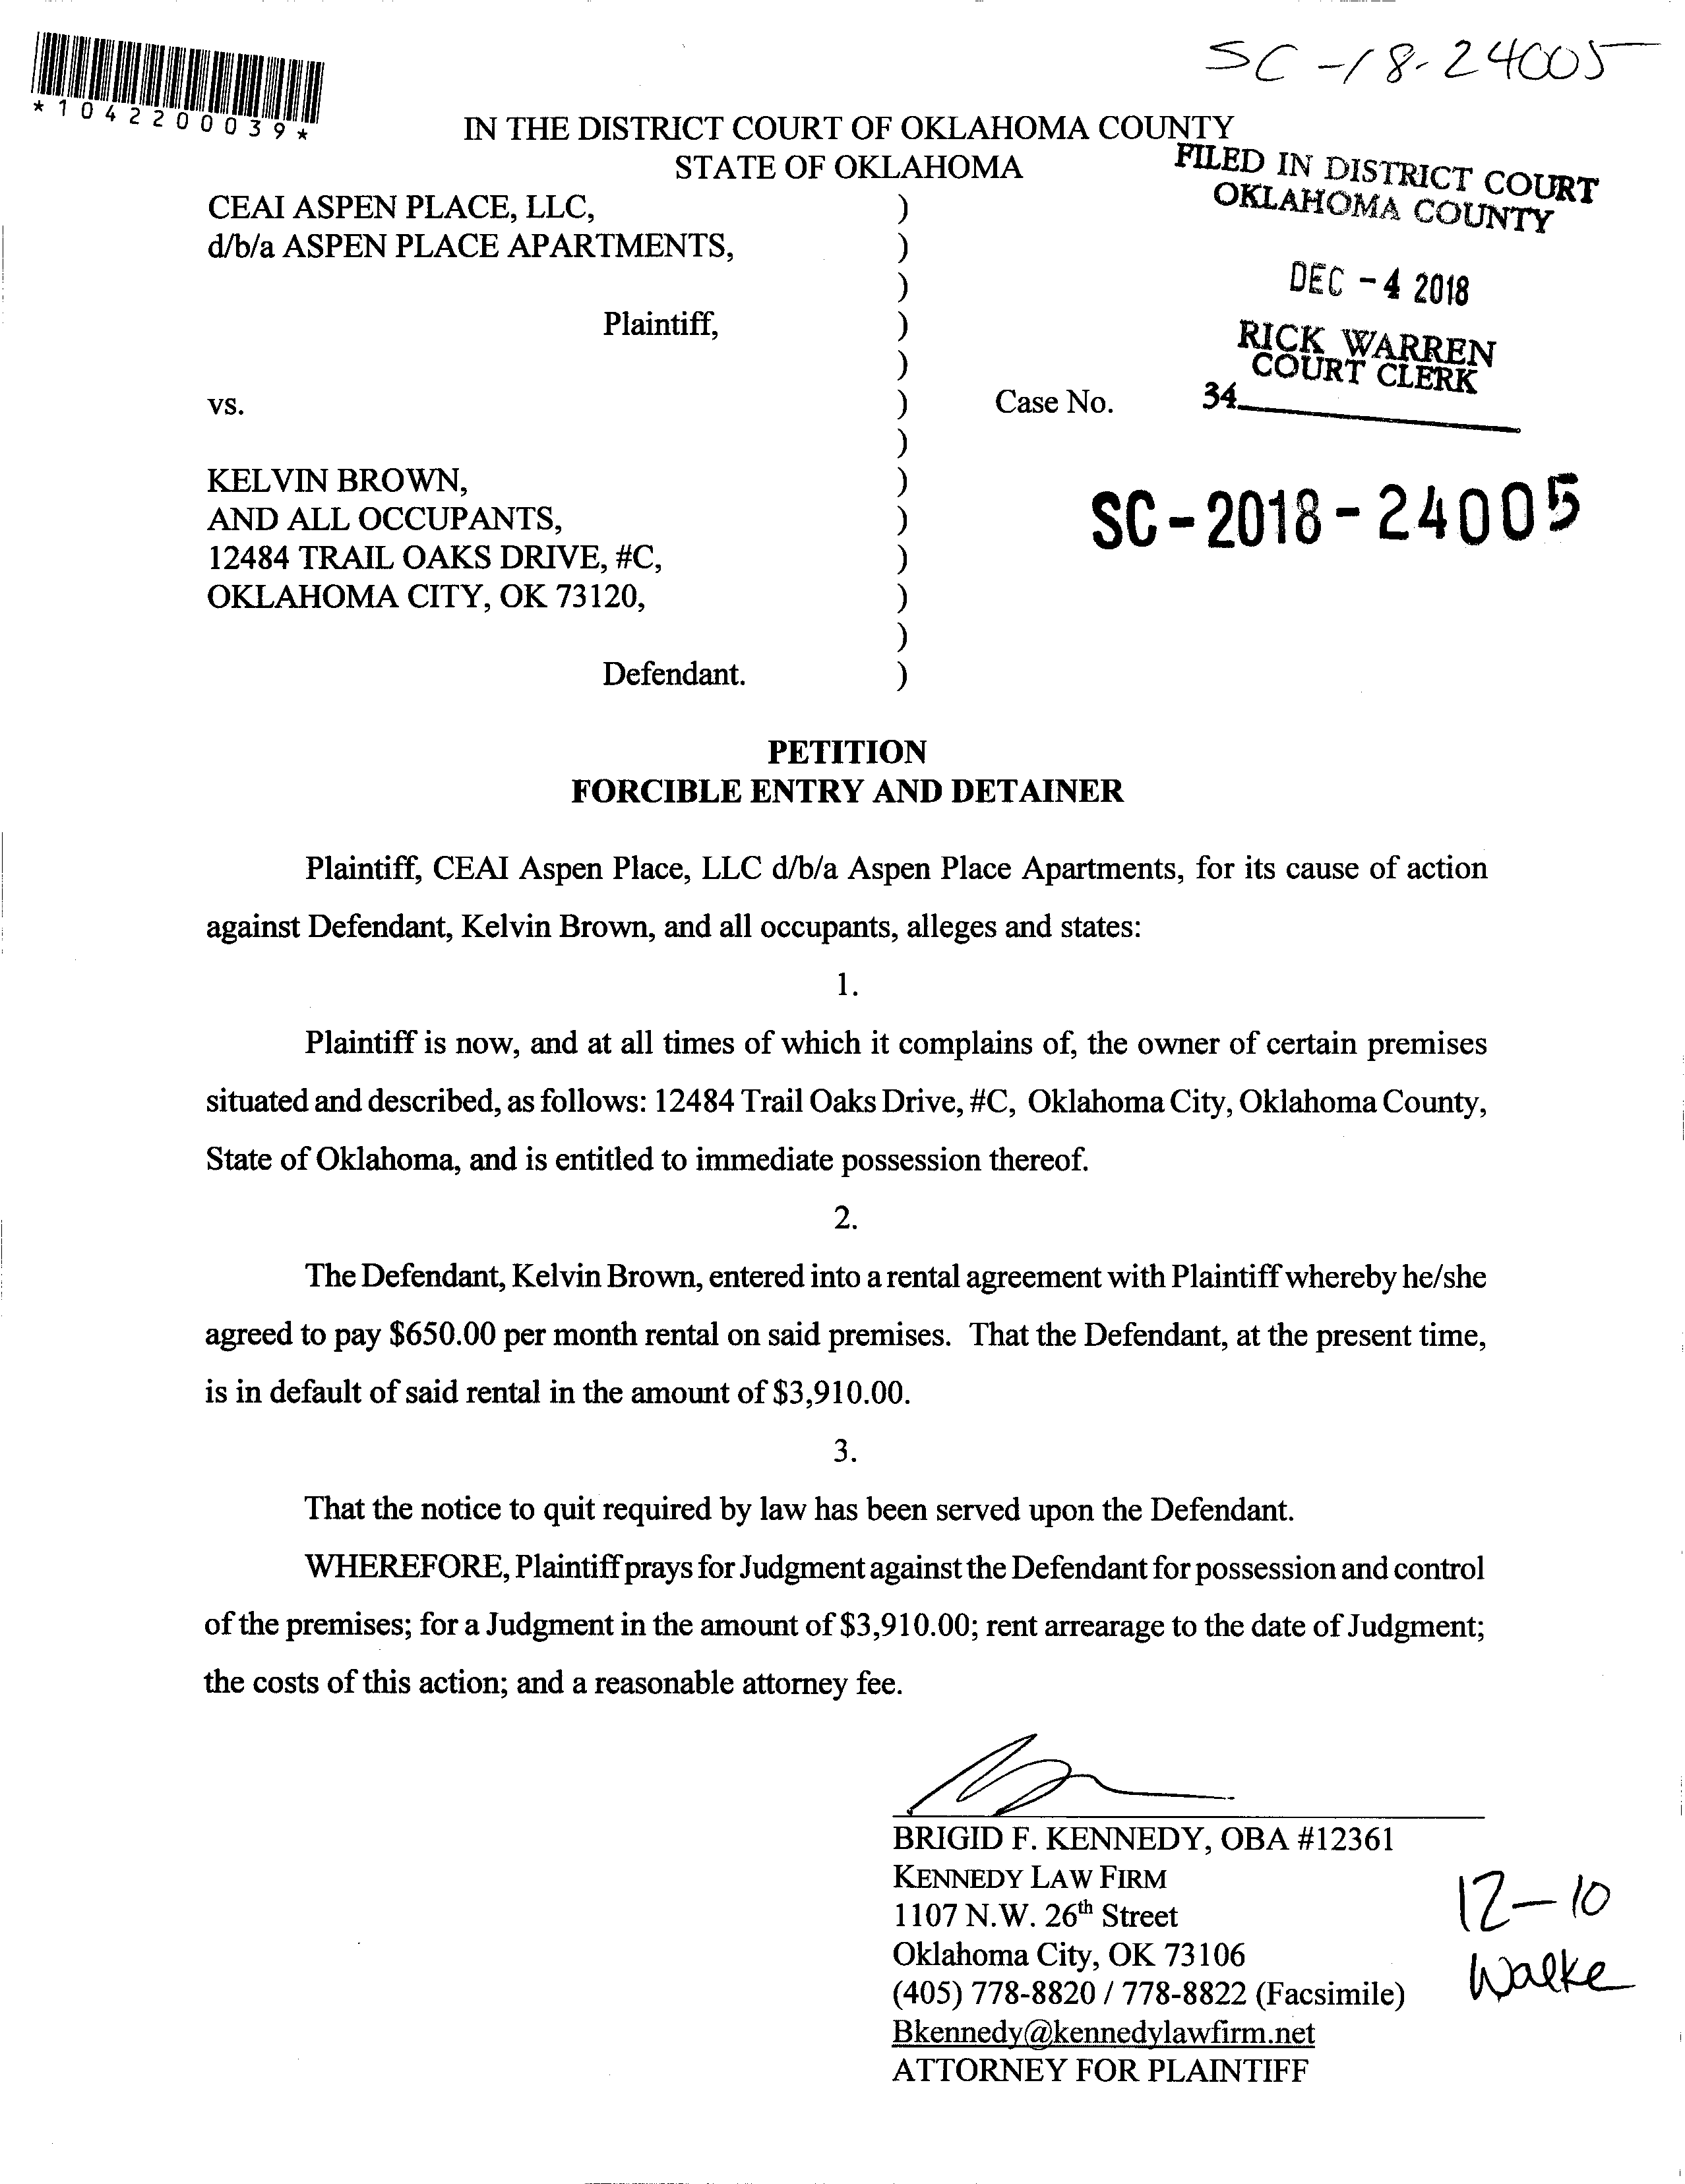 SC-18-24005
*1042200039*
IN THE DISTRICT COURT OF OKLAHOMA COUNTY
STATE OF OKLAHOMA
FILED IN DISTRICT COURT
OKLAHOMA COUNTY
DEC -4 2018
RICK WARREN
COURT CLERK
34
CEAI ASPEN PLACE, LLC, )
d/b/a ASPEN PLACE APARTMENTS, )
)
Plaintiff, )
)
vs. ) Case No.
)
SC-2018-24005
KELVIN BROWN, )
AND ALL OCCUPANTS, )
12484 TRAIL OAKS DRIVE, #C, )
OKLAHOMA CITY, OK 73120, )
)
Defendant. )
PETITION
FORCIBLE ENTRY AND DETAINER
Plaintiff, CEAI Aspen Place, LLC d/b/a Aspen Place Apartments, for its cause of action
against Defendant, Kelvin Brown, and all occupants, alleges and states:
1.
Plaintiff is now, and at all times of which it complains of, the owner of certain premises
situated and described, as follows: 12484 Trail Oaks Drive, #C, Oklahoma City, Oklahoma County,
State of Oklahoma, and is entitled to immediate possession thereof.
2.
The Defendant, Kelvin Brown, entered into a rental agreement with Plaintiff whereby he/she
agreed to pay $650.00 per month rental on said premises. That the Defendant, at the present time,
is in default of said rental in the amount of $3,910.00.
3.
That the notice to quit required by law has been served upon the Defendant.
WHEREFORE, Plaintiff prays for Judgment against the Defendant for possession and control
of the premises; for a Judgment in the amount of $3,910.00; rent arrearage to the date of Judgment;
the costs of this action; and a reasonable attorney fee.
BRIGID F. KENNEDY, OBA #12361
KENNEDY LAW FIRM
1107 N.W. 26th Street
Oklahoma City, OK 73106
(405) 778-8820 / 778-8822 (Facsimile)
Bkennedy@kennedylawfirm.net
ATTORNEY FOR PLAINTIFF
12-10
Walke